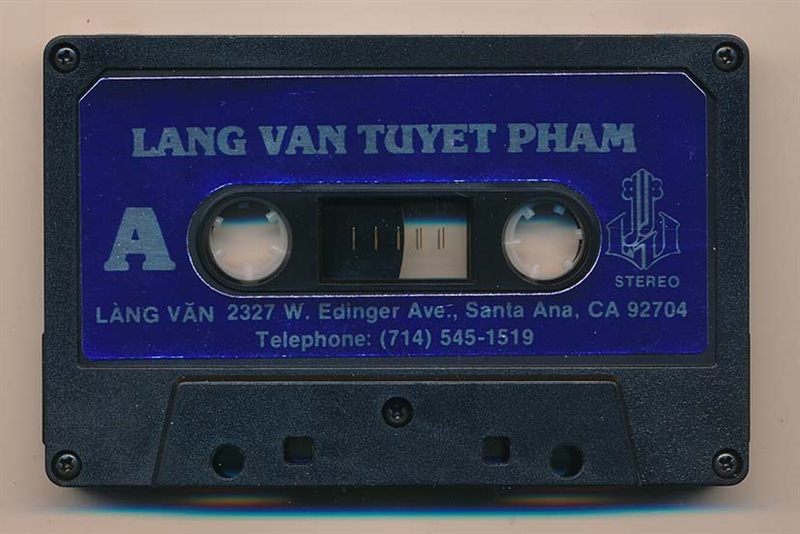 LANG VAN TUYET PHAM
A
STEREO
LÀNG VĂN 2327 W. Edinger Ave., Santa Ana, CA 92704
Telephone: (714) 545-1519